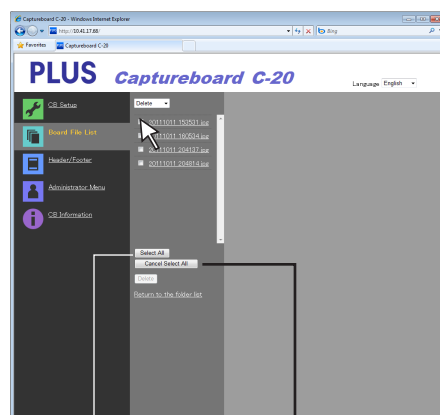 Captureboard C-20 - Windows Internet Explorer
http://10.41.17.68/
Bing
Favorites
Captureboard C-20
PLUS Captureboard C-20
Language English
CB Setup
Board File List
Header/Footer
Administrator Menu
CB Information
Delete
20111011 153531.jpg
20111011 160534.jpg
20111011 204137.jpg
20111011 204814.jpg
Select All
Cancel Select All
Delete
Return to the folder list